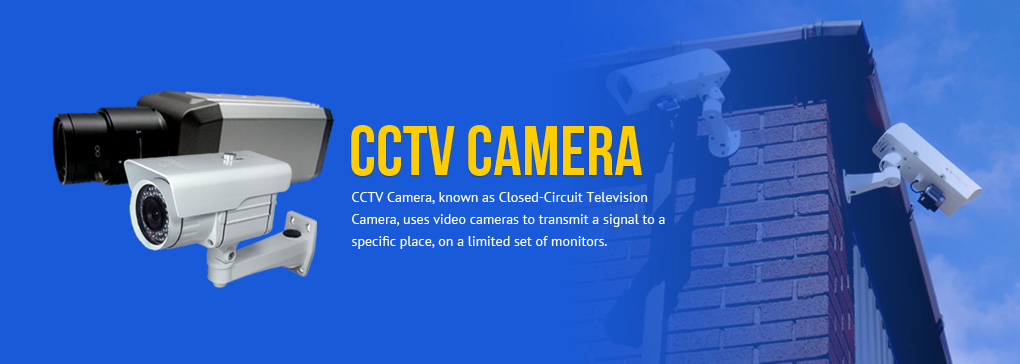 CCTV CAMERA
CCTV Camera, known as Closed-Circuit Television
Camera, uses video cameras to transmit a signal to a
specific place, on a limited set of monitors.